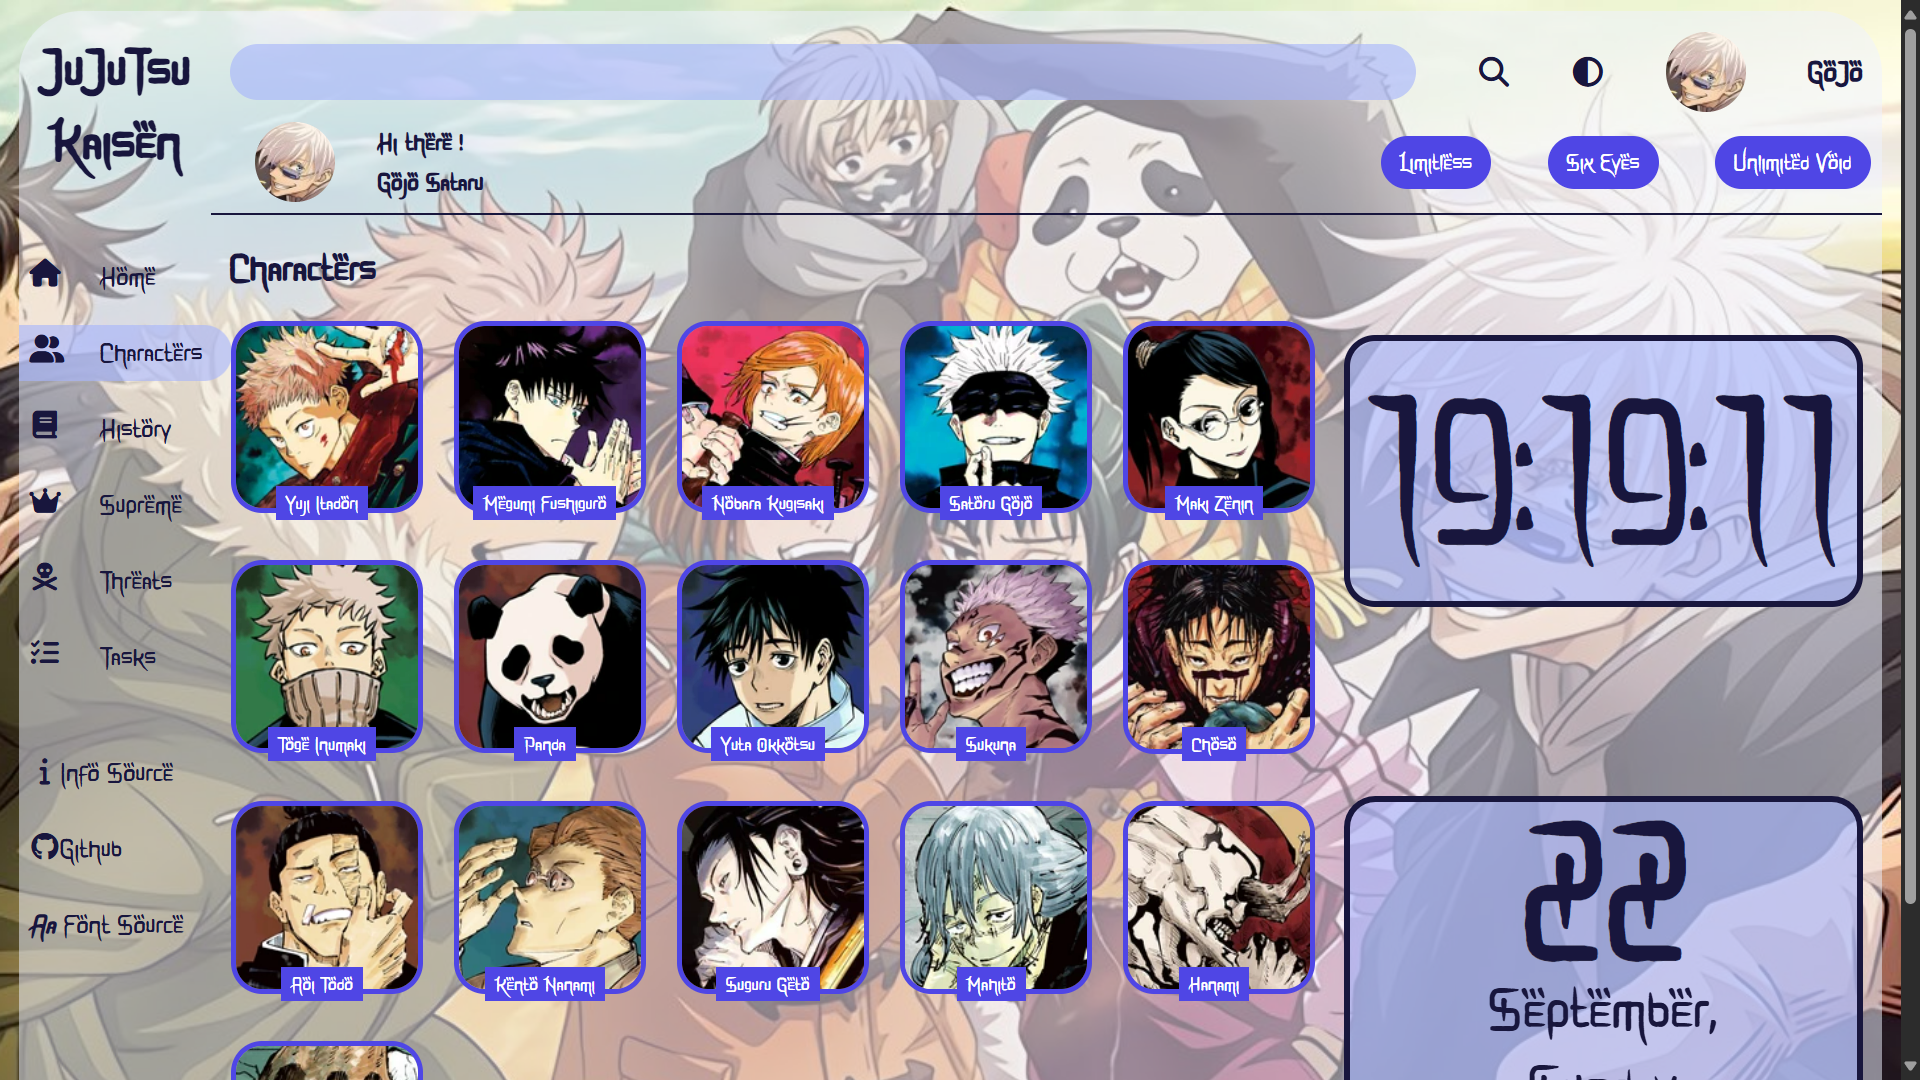 JuJuTsu
Kaisen
Gojo
Hi there !
Gojo Sataru
Limitless
Six Eyes
Unlimited Void
Home
Characters
History
Supreme
Threats
Tasks
Info Source
Github
Aa Font Source
Characters
Yuji Itadori
Megumi Fushiguro
Nobara Kugisaki
Satoru Gojo
Maki Zenin
Toge Inumaki
Panda
Yuta Okkotsu
Sukuna
Choso
Aoi Todo
Kento Nanami
Suguru Geto
Mahito
Hanami
19:19:11
22
September,